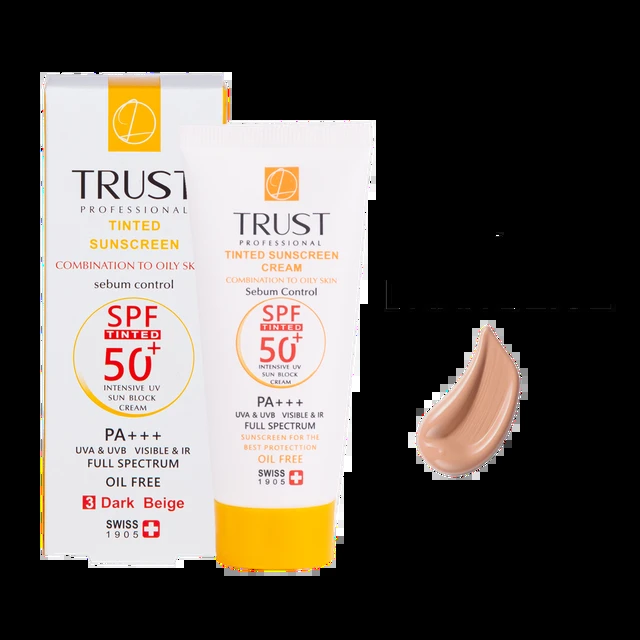 TRUST
PROFESSIONAL
TINTED
SUNSCREEN
COMBINATION TO OILY SK
sebum control
SPF
TINTED
50+
INTENSIVE UV
SUN BLOCK
CREAM
PA+++
UVA & UVB VISIBLE & IR
FULL SPECTRUM
OIL FREE
3 Dark Beige
SWISS
1905
TRUST
PROFESSIONAL
TINTED SUNSCREEN
CREAM
COMBINATION TO OILY SKIN
Sebum Control
SPF
TINTED
50+
INTENSIVE UV
SUN BLOCK
CREAM
PA+++
UVA & UVB VISIBLE & IR
FULL SPECTRUM
SUNSCREEN FOR THE
BEST PROTECTTION
OIL FREE
SWISS
1905